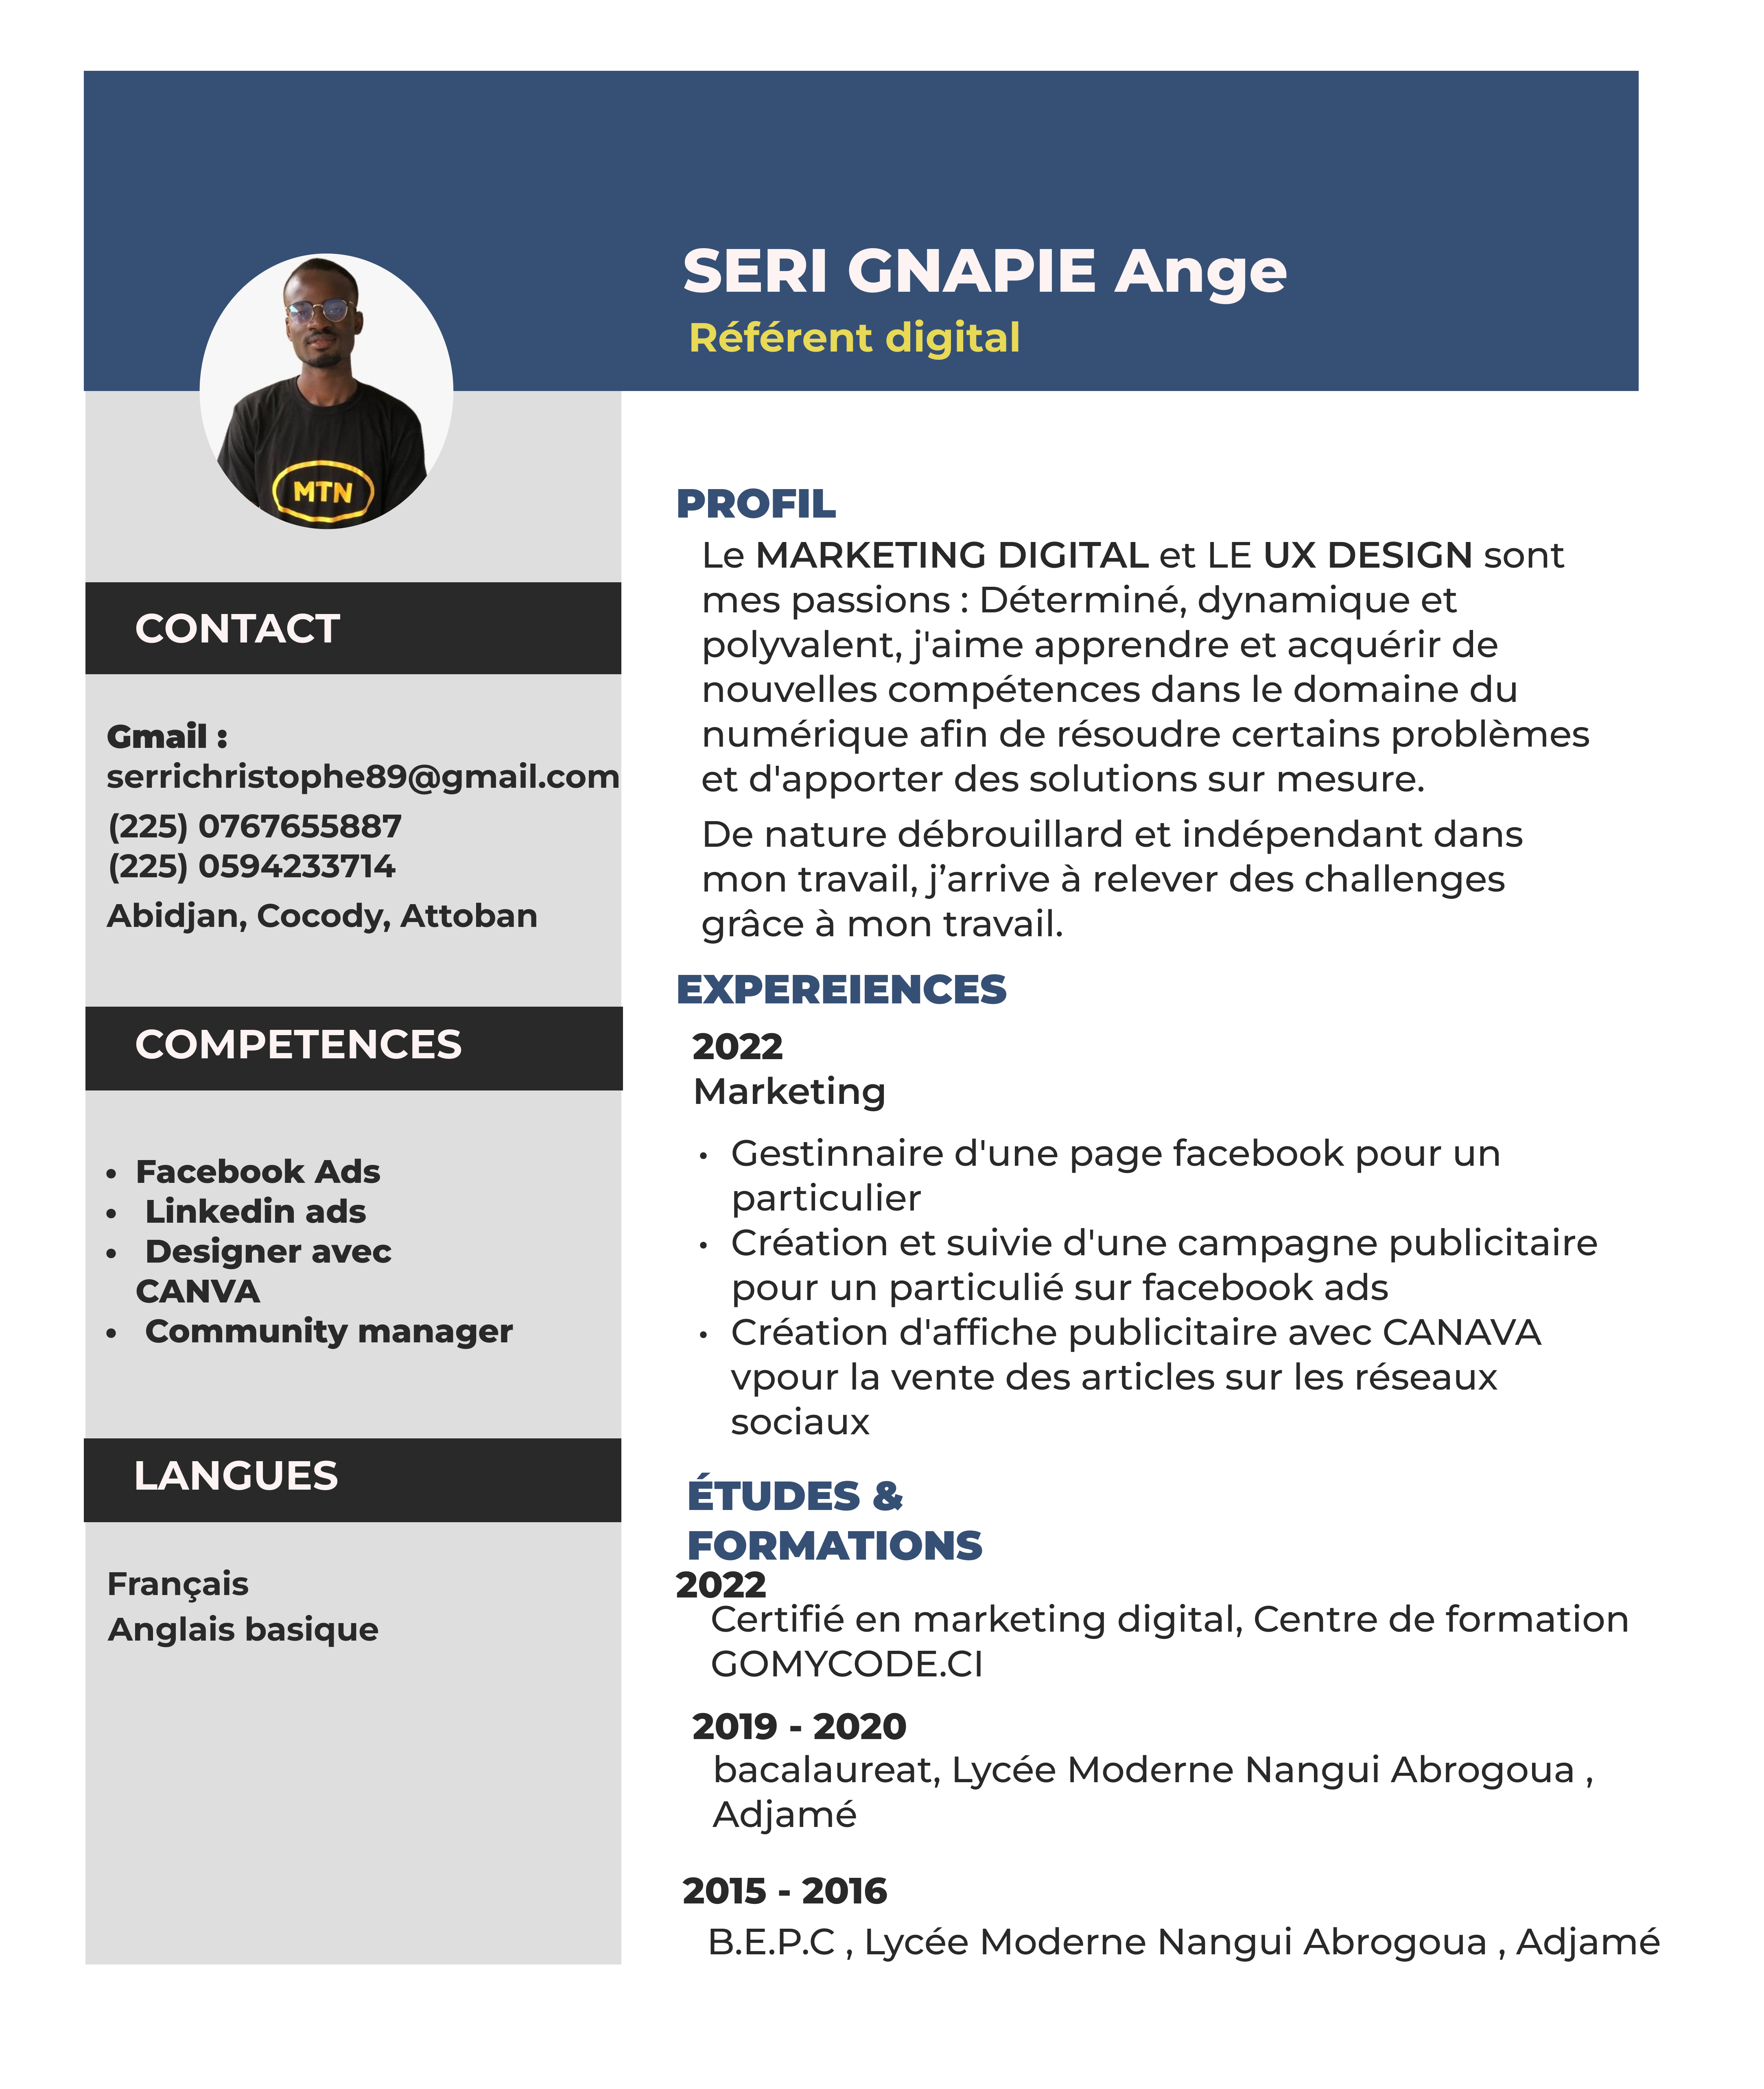 SERI GNAPIE Ange
Référent digital
MTN
CONTACT
Gmail :
serrichristophe89@gmail.com
(225) 0767655887
(225) 0594233714
Abidjan, Cocody, Attoban
COMPETENCES
• Facebook Ads
• Linkedin ads
• Designer avec
CANVA
• Community manager
LANGUES
Français
Anglais basique
PROFIL
Le MARKETING DIGITAL et LE UX DESIGN sont
mes passions : Déterminé, dynamique et
polyvalent, j'aime apprendre et acquérir de
nouvelles compétences dans le domaine du
numérique afin de résoudre certains problèmes
et d'apporter des solutions sur mesure.
De nature débrouillard et indépendant dans
mon travail, j’arrive à relever des challenges
grâce à mon travail.
EXPEREIENCES
2022
Marketing
• Gestinnaire d'une page facebook pour un
particulier
• Création et suivie d'une campagne publicitaire
pour un particulié sur facebook ads
• Création d'affiche publicitaire avec CANAVA
vpour la vente des articles sur les réseaux
sociaux
ÉTUDES &
FORMATIONS
2022
Certifié en marketing digital, Centre de formation
GOMYCODE.CI
2019 - 2020
bacalaureat, Lycée Moderne Nangui Abrogoua ,
Adjamé
2015 - 2016
B.E.P.C , Lycée Moderne Nangui Abrogoua , Adjamé